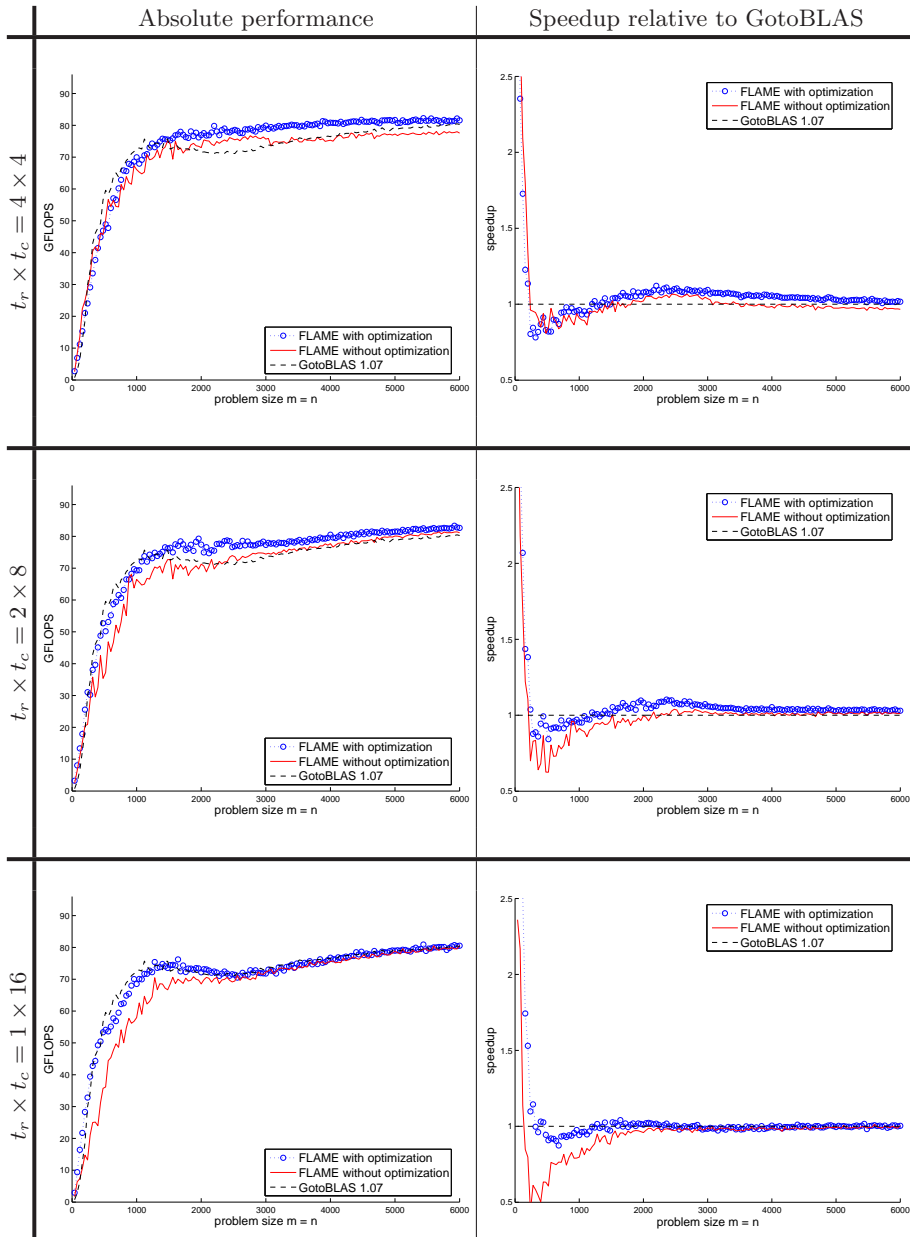 Absolute performance
Speedup relative to GotoBLAS
t_r × t_c = 4 × 4
90
80
70
60
50
40
30
20
10
0
GFLOPS
FLAME with optimization
FLAME without optimization
GotoBLAS 1.07
0 1000 2000 3000 4000 5000 6000
problem size m = n
2.5
2
1.5
1
0.5
speedup
FLAME with optimization
FLAME without optimization
GotoBLAS 1.07
0 1000 2000 3000 4000 5000 6000
problem size m = n
t_r × t_c = 2 × 8
90
80
70
60
50
40
30
20
10
0
GFLOPS
FLAME with optimization
FLAME without optimization
GotoBLAS 1.07
0 1000 2000 3000 4000 5000 6000
problem size m = n
2.5
2
1.5
1
0.5
speedup
FLAME with optimization
FLAME without optimization
GotoBLAS 1.07
0 1000 2000 3000 4000 5000 6000
problem size m = n
t_r × t_c = 1 × 16
90
80
70
60
50
40
30
20
10
0
GFLOPS
FLAME with optimization
FLAME without optimization
GotoBLAS 1.07
0 1000 2000 3000 4000 5000 6000
problem size m = n
2.5
2
1.5
1
0.5
speedup
FLAME with optimization
FLAME without optimization
GotoBLAS 1.07
0 1000 2000 3000 4000 5000 6000
problem size m = n